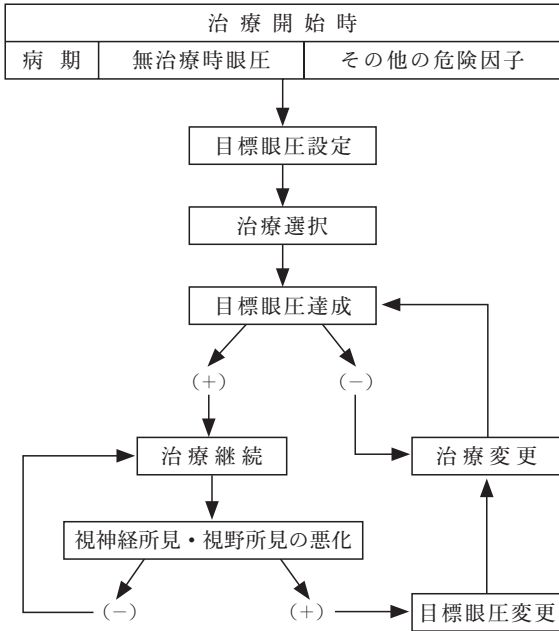 治療開始時
病期 無治療時眼圧 その他の危険因子
目標眼圧設定
治療選択
目標眼圧達成
(+) (-)
治療継続 治療変更
視神経所見・視野所見の悪化
(-) (+) 目標眼圧変更